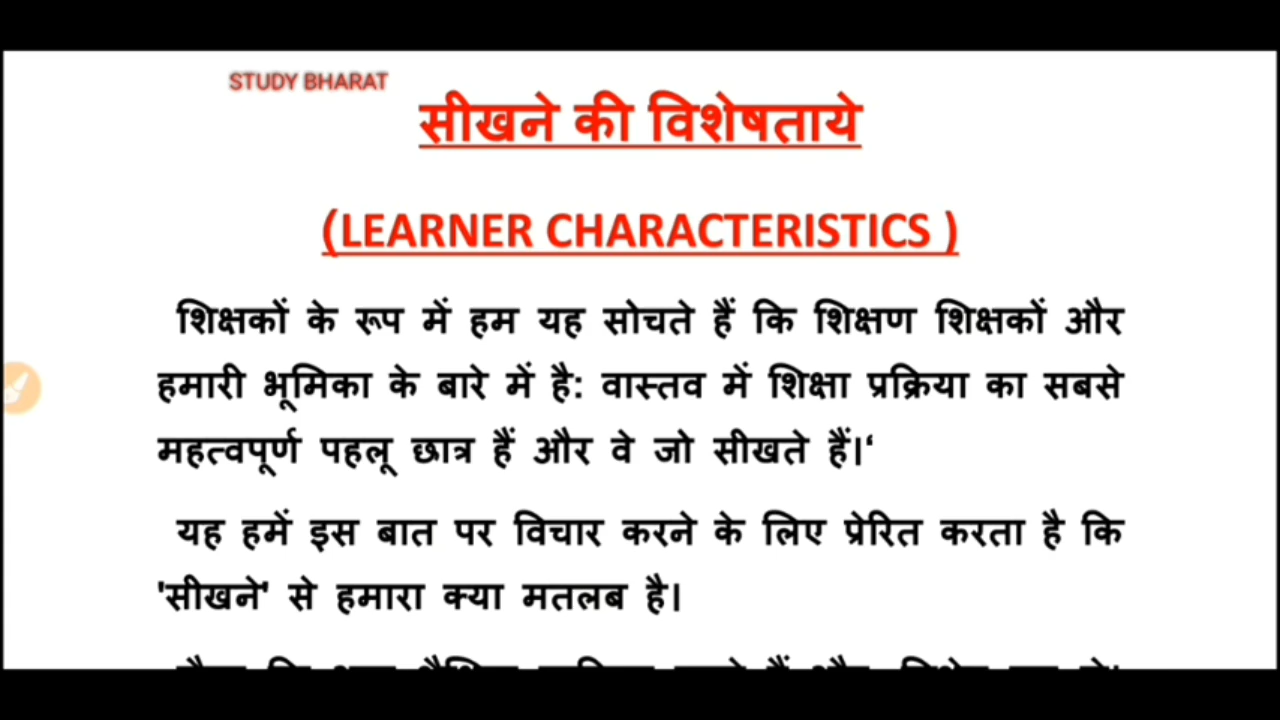 STUDY BHARAT
सीखने की विशेषताये
(LEARNER CHARACTERISTICS )
शिक्षकों के रूप में हम यह सोचते हैं कि शिक्षण शिक्षकों और
हमारी भूमिका के बारे में है: वास्तव में शिक्षा प्रक्रिया का सबसे
महत्वपूर्ण पहलू छात्र हैं और वे जो सीखते हैं।‘
यह हमें इस बात पर विचार करने के लिए प्रेरित करता है कि
'सीखने' से हमारा क्या मतलब है।